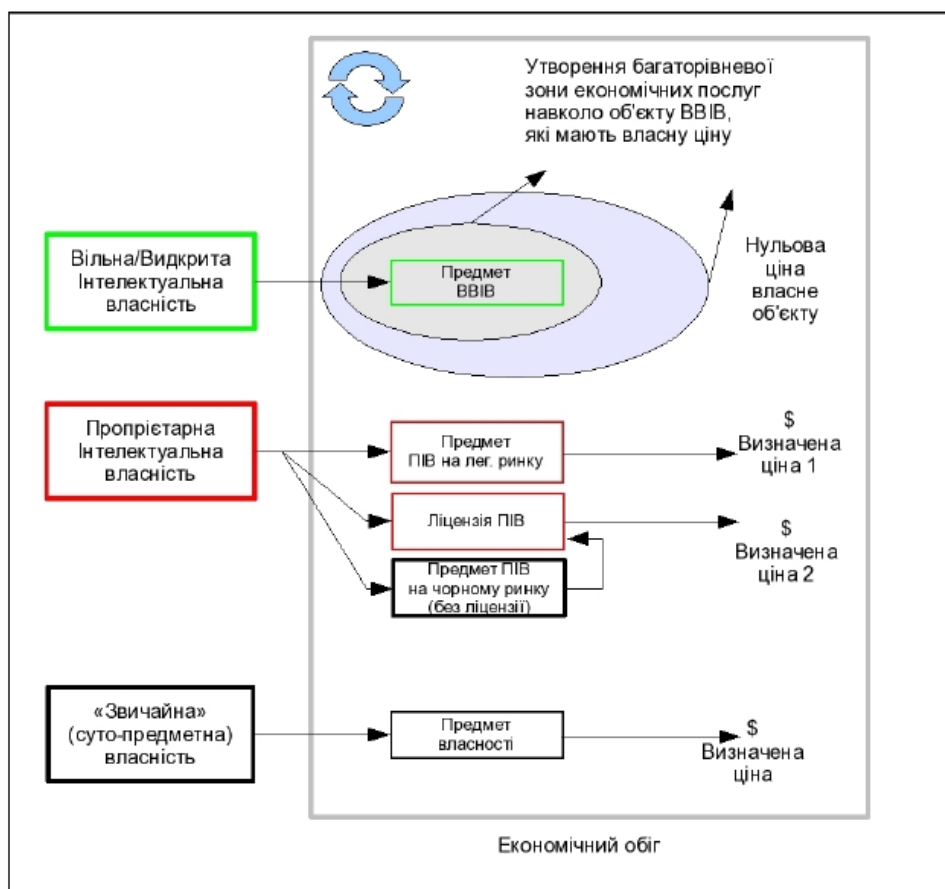 Утворення багаторівневої
зони економічних послуг
навколо об'єкту ВВІВ,
які мають власну ціну
Вільна/Видкрита
Інтелектуальна
власність
Предмет
ВВІВ
Нульова
ціна
власне
об'єкту
Пропрієтарна
Інтелектуальна
власність
Предмет
ПІВ на лег. ринку
$
Визначена
ціна 1
Ліцензія ПІВ
$
Визначена
ціна 2
Предмет ПІВ
на чорному ринку
(без ліцензії)
«Звичайна»
(суто-предметна)
власність
Предмет
власності
$
Визначена
ціна
Економічний обіг